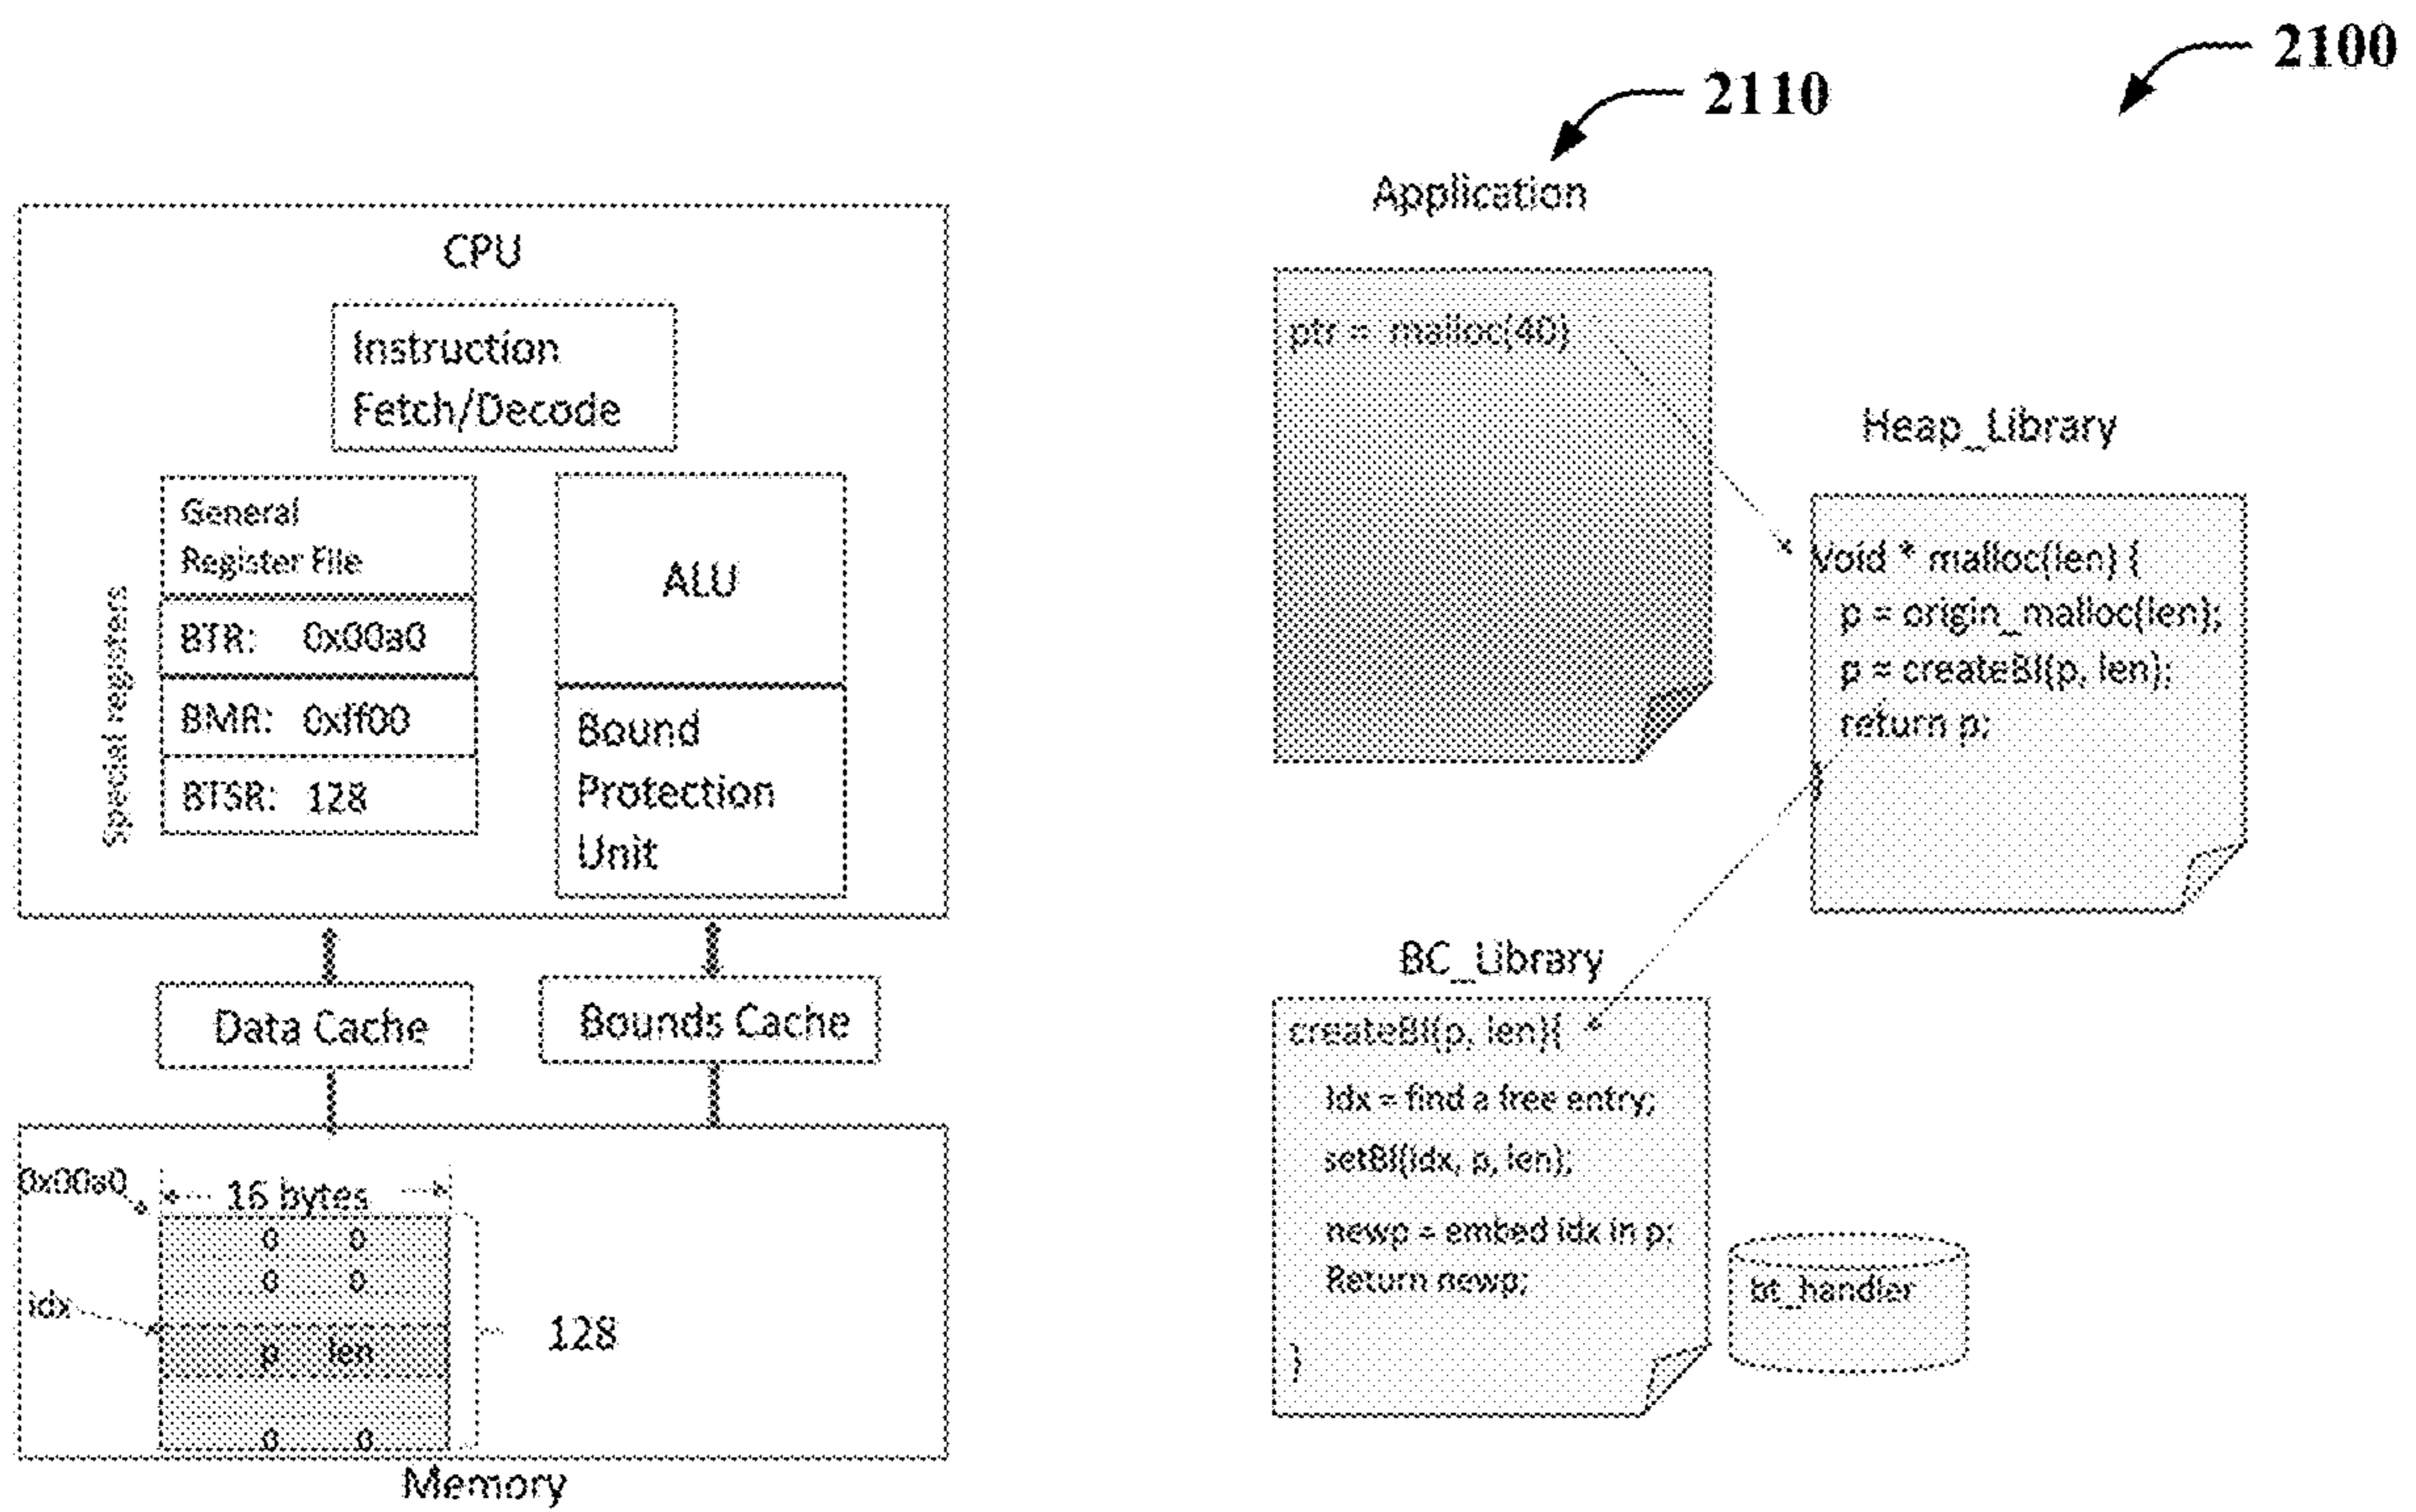 2100
2110
Application
ptr = malloc(40)
Heap_Library
Void * malloc(len) {
p = origin_malloc(len);
p = createBI(p, len);
return p;
}
BC_Library
createBI(p, len){
Idx = find a free entry;
setBI(idx, p, len);
newp = embed idx in p;
Return newp;
}
bt_handler
CPU
Instruction
Fetch/Decode
Special registers
General
Register File
BTR: 0x00a0
BMR: 0xff00
BTSR: 128
ALU
Bound
Protection
Unit
Data Cache
Bounds Cache
0x00a0
16 bytes
0 0
0 0
idx
p len
128
0 0
Memory